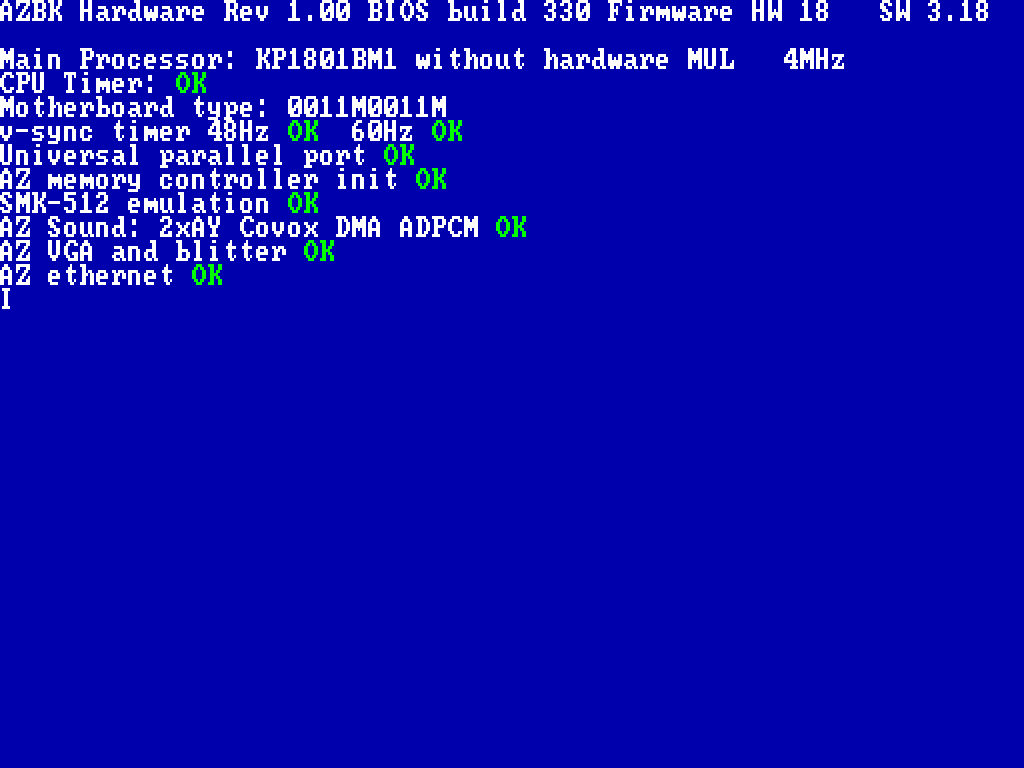 AZBK Hardware Rev 1.00 BIOS build 330 Firmware HW 18 SW 3.18
Main Processor: KP1801BM1 without hardware MUL 4MHz
CPU Timer: OK
Motherboard type: 0011M0011M
v-sync timer 48Hz OK 60Hz OK
Universal parallel port OK
AZ memory controller init OK
SMK-512 emulation OK
AZ Sound: 2xAY Covox DMA ADPCM OK
AZ VGA and blitter OK
AZ ethernet OK
I